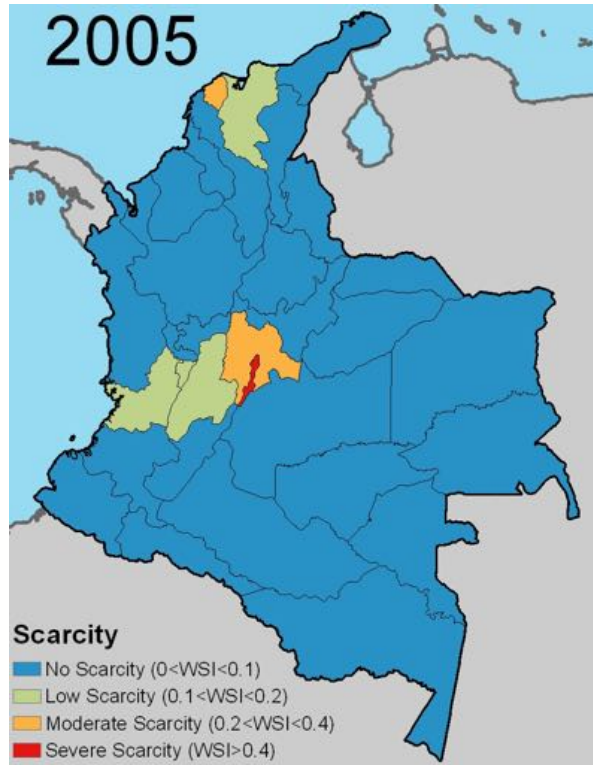 2005
Scarcity
No Scarcity (0<WSI<0.1)
Low Scarcity (0.1<WSI<0.2)
Moderate Scarcity (0.2<WSI<0.4)
Severe Scarcity (WSI>0.4)